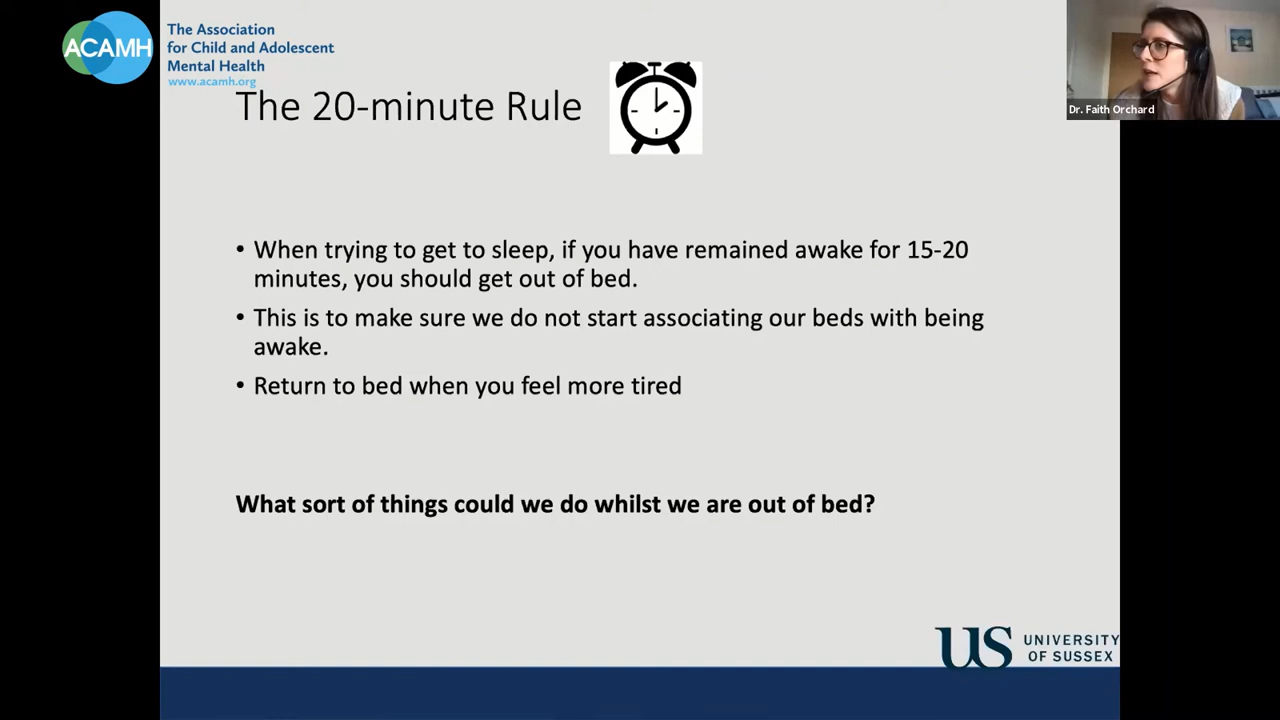 ACAMH
The Association
for Child and Adolescent
Mental Health
www.acamh.org
Dr. Faith Orchard
The 20-minute Rule
• When trying to get to sleep, if you have remained awake for 15-20
minutes, you should get out of bed.
• This is to make sure we do not start associating our beds with being
awake.
• Return to bed when you feel more tired
What sort of things could we do whilst we are out of bed?
US UNIVERSITY
OF SUSSEX